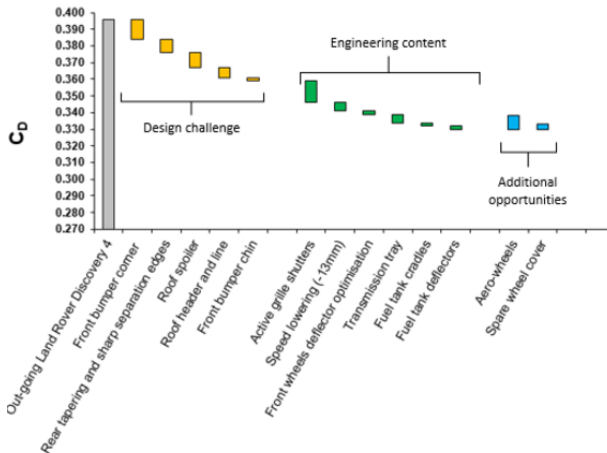 0.400
0.390
0.380
0.370
0.360
0.350
0.340
0.330
0.320
0.310
0.300
0.290
0.280
0.270
CD
Engineering content
Design challenge
Additional
opportunities
Out-going Land Rover Discovery 4
Front bumper corner
Rear tapering and sharp separation edges
Roof spoiler
Roof header and line
Front bumper chin
Active grille shutters
Speed lowering (-13mm)
Front wheels deflector optimisation
Transmission tray
Fuel tank cradles
Fuel tank deflectors
Aero-wheels
Spare wheel cover